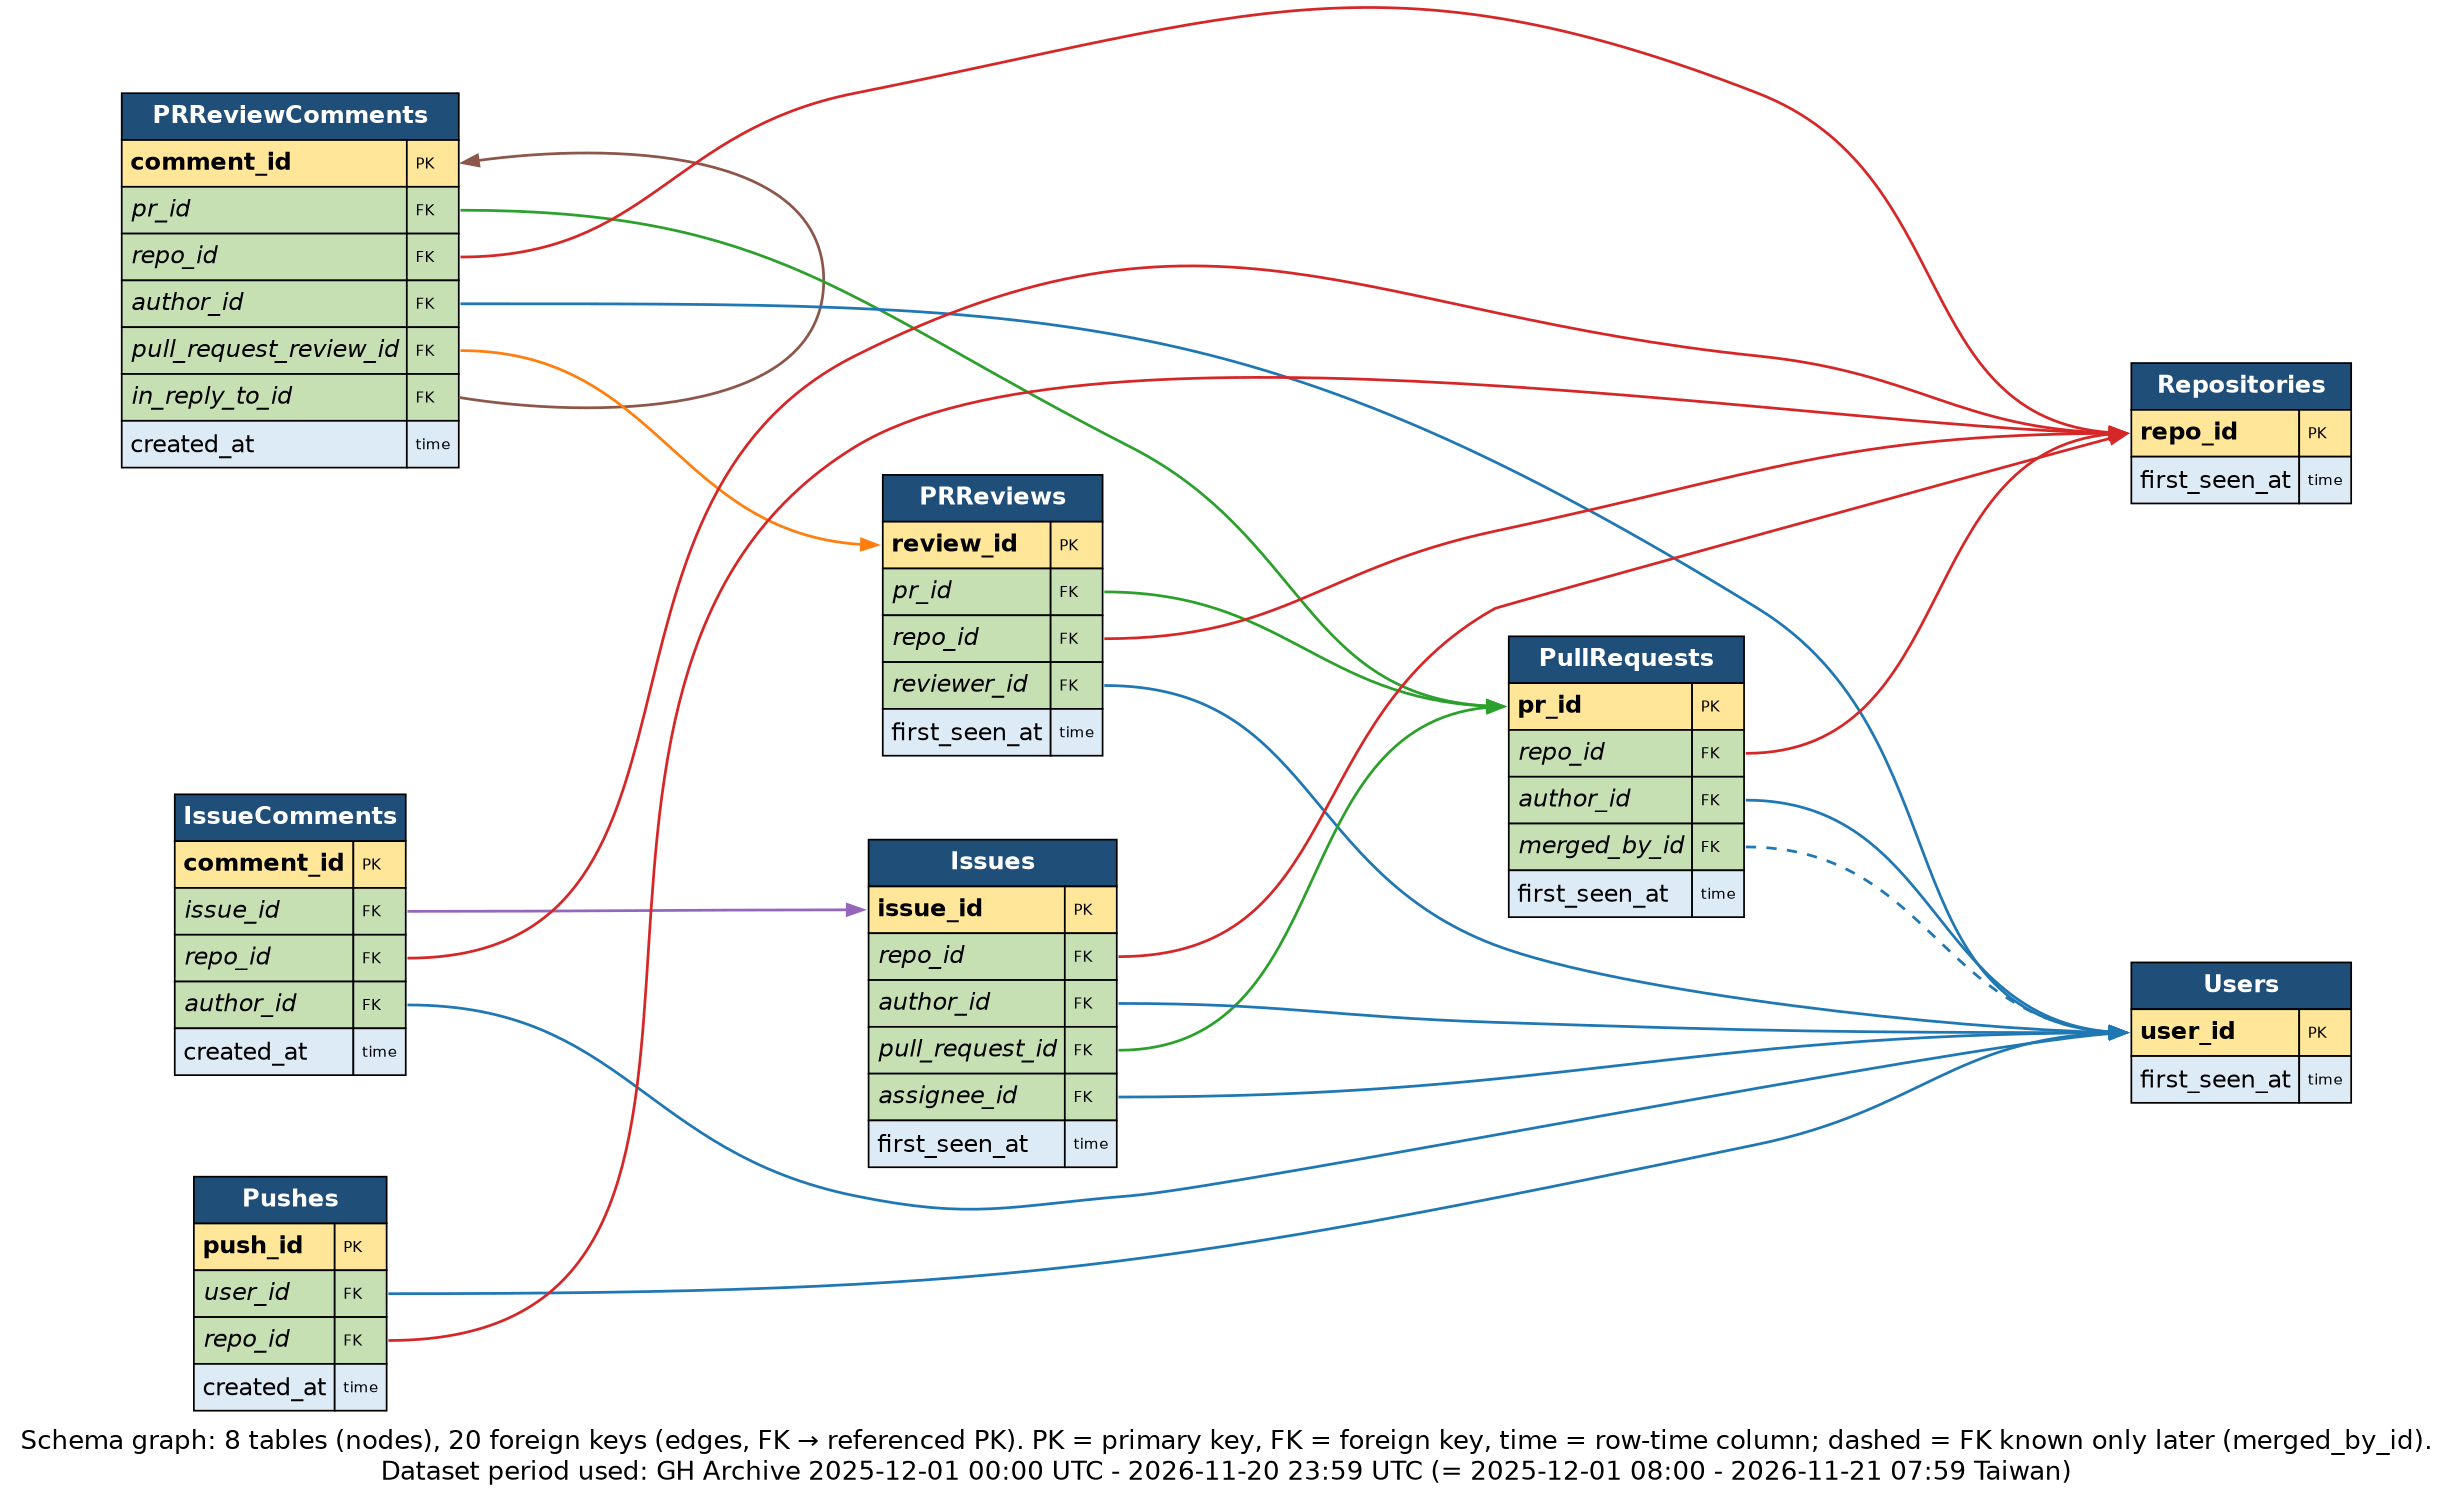 PRReviewComments
comment_id PK
pr_id FK
repo_id FK
author_id FK
pull_request_review_id FK
in_reply_to_id FK
created_at time
Repositories
repo_id PK
first_seen_at time
PRReviews
review_id PK
pr_id FK
repo_id FK
reviewer_id FK
first_seen_at time
PullRequests
pr_id PK
repo_id FK
author_id FK
merged_by_id FK
first_seen_at time
IssueComments
comment_id PK
issue_id FK
repo_id FK
author_id FK
created_at time
Issues
issue_id PK
repo_id FK
author_id FK
pull_request_id FK
assignee_id FK
first_seen_at time
Users
user_id PK
first_seen_at time
Pushes
push_id PK
user_id FK
repo_id FK
created_at time
Schema graph: 8 tables (nodes), 20 foreign keys (edges, FK → referenced PK). PK = primary key, FK = foreign key, time = row-time column; dashed = FK known only later (merged_by_id).
Dataset period used: GH Archive 2025-12-01 00:00 UTC - 2026-11-20 23:59 UTC (= 2025-12-01 08:00 - 2026-11-21 07:59 Taiwan)